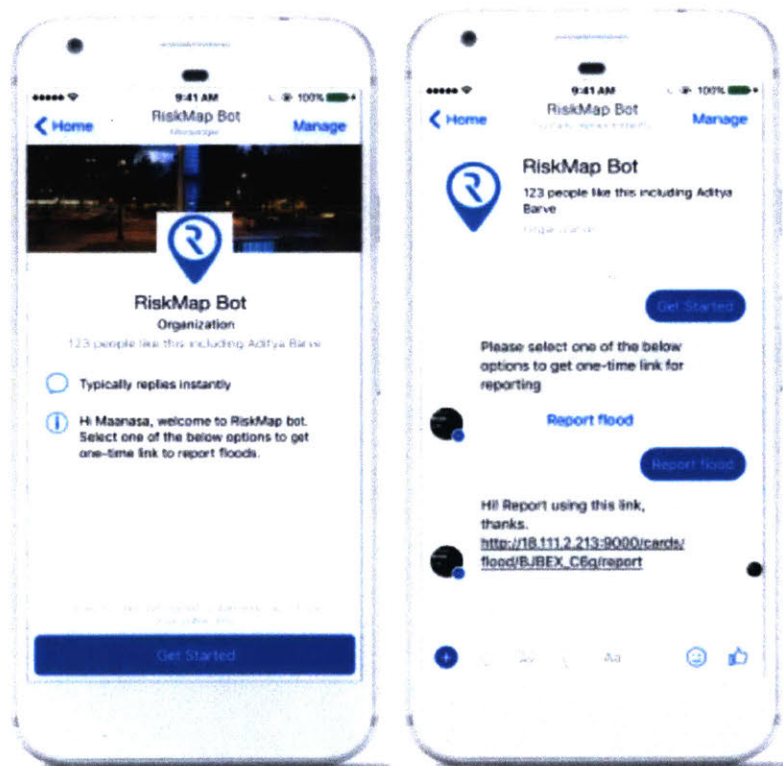 9:41 AM
100%
Home
RiskMap Bot
Messenger
Manage
R
RiskMap Bot
Organization
123 people like this including Aditya Barve
Typically replies instantly
Hi Maanasa, welcome to RiskMap bot.
Select one of the below options to get
one-time link to report floods.
Get Started
9:41 AM
100%
Home
RiskMap Bot
Manage
R
RiskMap Bot
123 people like this including Aditya
Barve
Get Started
Please select one of the below
options to get one-time link for
reporting
Report flood
Report flood
Hi! Report using this link,
thanks.
http://18.111.2.213:9000/cards/
flood/BJBEX_C6q/report
Aa